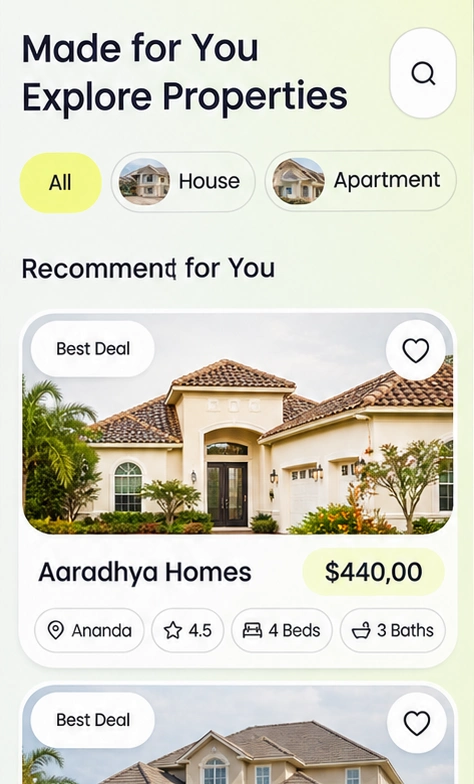 Made for You
Explore Properties
All
House
Apartment
Recomment for You
Best Deal
Aaradhya Homes
$440,00
Ananda
4.5
4 Beds
3 Baths
Best Deal